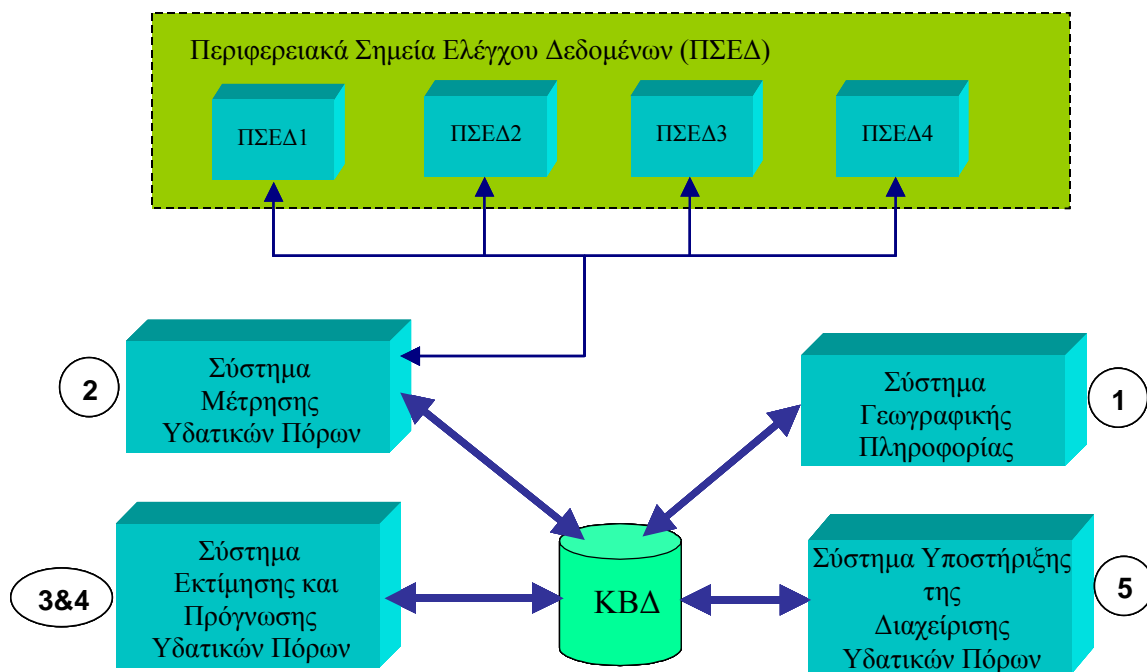 Περιφερειακά Σημεία Ελέγχου Δεδομένων (ΠΣΕΔ)
ΠΣΕΔ1
ΠΣΕΔ2
ΠΣΕΔ3
ΠΣΕΔ4
2
Σύστημα
Μέτρησης
Υδατικών Πόρων
Σύστημα
Γεωγραφικής
Πληροφορίας
1
3&4
Σύστημα
Εκτίμησης και
Πρόγνωσης
Υδατικών Πόρων
ΚΒΔ
Σύστημα Υποστήριξης
της
Διαχείρισης
Υδατικών Πόρων
5